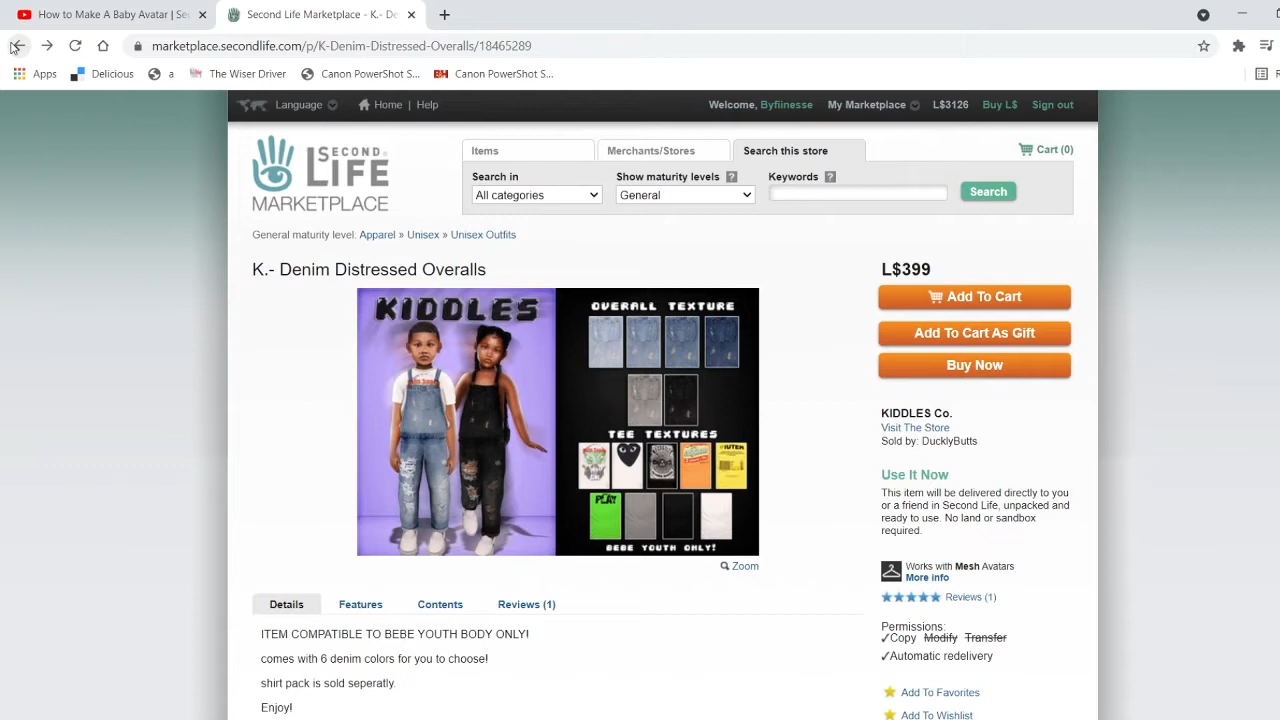 How to Make A Baby Avatar | Sec
Second Life Marketplace - K.- De
marketplace.secondlife.com/p/K-Denim-Distressed-Overalls/18465289
Apps
Delicious
a
The Wiser Driver
Canon PowerShot S...
Canon PowerShot S...
Language
Home | Help
Welcome, Byfiinesse
My Marketplace
L$3126
Buy L$
Sign out
SECOND LIFE
MARKETPLACE
Items
Merchants/Stores
Search this store
Cart (0)
Search in
Show maturity levels ?
Keywords ?
All categories
General
Search
General maturity level: Apparel » Unisex » Unisex Outfits
K.- Denim Distressed Overalls
KIDDLES
OVERALL TEXTURE
TEE TEXTURES
PLAY
BEBE YOUTH ONLY!
Zoom
L$399
Add To Cart
Add To Cart As Gift
Buy Now
KIDDLES Co.
Visit The Store
Sold by: DucklyButts
Use It Now
This item will be delivered directly to you
or a friend in Second Life, unpacked and
ready to use. No land or sandbox
required.
Works with Mesh Avatars
More info
Reviews (1)
Permissions:
✓Copy Modify Transfer
✓Automatic redelivery
Add To Favorites
Add To Wishlist
Details
Features
Contents
Reviews (1)
ITEM COMPATIBLE TO BEBE YOUTH BODY ONLY!
comes with 6 denim colors for you to choose!
shirt pack is sold seperatly.
Enjoy!